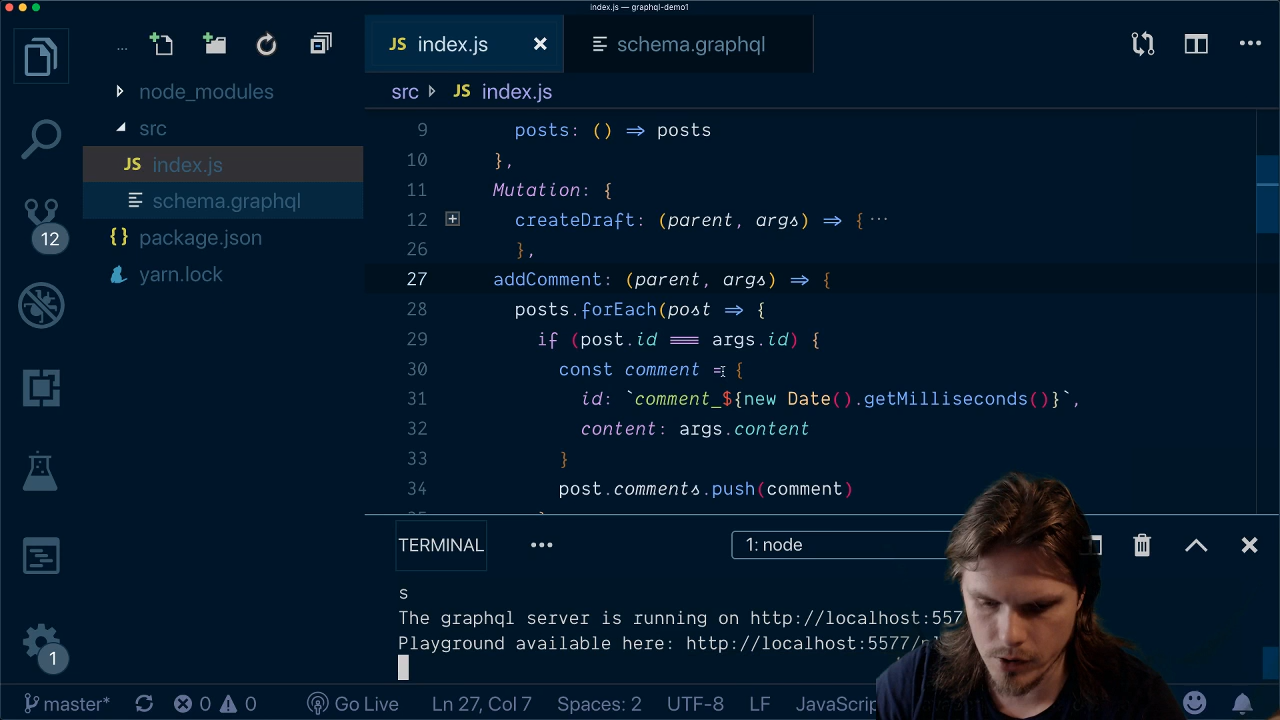 index.js — graphql-demo1
...
JS index.js
schema.graphql
node_modules
src
JS index.js
schema.graphql
{} package.json
yarn.lock
12
1
src JS index.js
9 posts: () => posts
10 },
11 Mutation: {
12 createDraft: (parent, args) => { ...
26 },
27 addComment: (parent, args) => {
28 posts.forEach(post => {
29 if (post.id === args.id) {
30 const comment = {
31 id: `comment_${new Date().getMilliseconds()}`,
32 content: args.content
33 }
34 post.comments.push(comment)
TERMINAL
...
1: node
s
The graphql server is running on http://localhost:557
Playground available here: http://localhost:5577/
master* 0 0 Go Live Ln 27, Col 7 Spaces: 2 UTF-8 LF JavaScrip